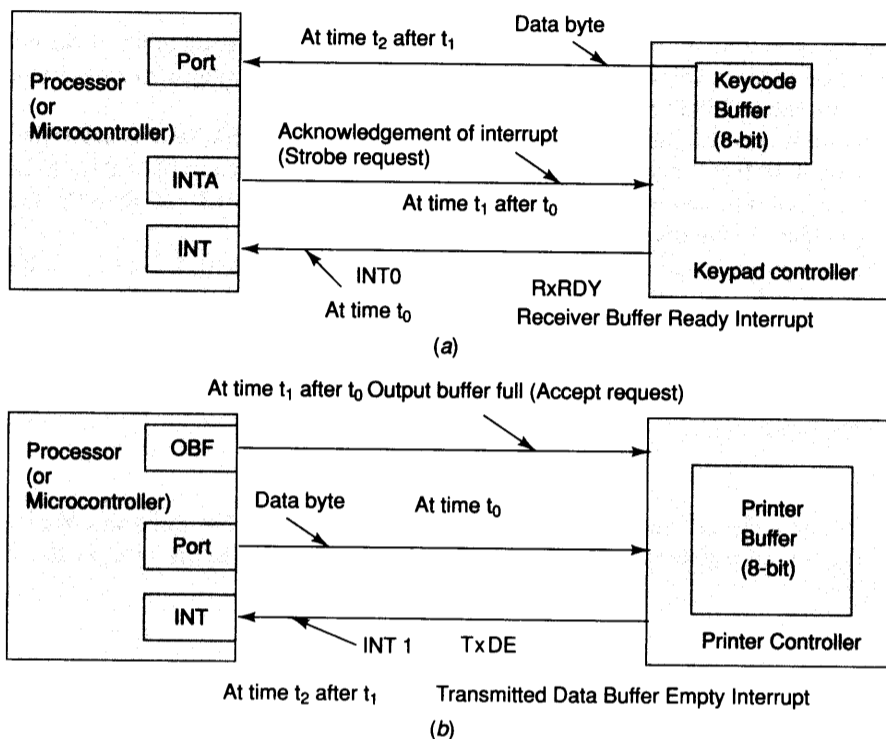 At time t2 after t1
Data byte
Port
Processor
(or
Microcontroller)
Keycode
Buffer
(8-bit)
Acknowledgement of interrupt
(Strobe request)
INTA
At time t1 after t0
INT
INT0
At time t0
RxRDY
Keypad controller
Receiver Buffer Ready Interrupt
(a)
At time t1 after t0 Output buffer full (Accept request)
OBF
Processor
(or
Microcontroller)
Data byte
At time t0
Port
Printer
Buffer
(8-bit)
INT
INT 1
TxDE
Printer Controller
At time t2 after t1
Transmitted Data Buffer Empty Interrupt
(b)